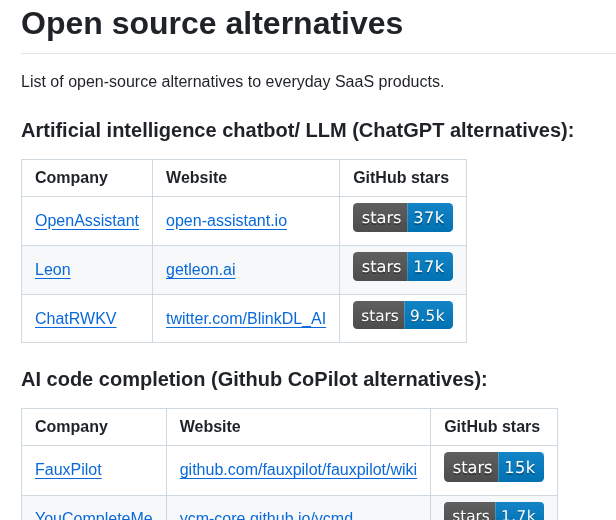 Open source alternatives
List of open-source alternatives to everyday SaaS products.
Artificial intelligence chatbot/ LLM (ChatGPT alternatives):
Company Website GitHub stars
OpenAssistant open-assistant.io stars 37k
Leon getleon.ai stars 17k
ChatRWKV twitter.com/BlinkDL_AI stars 9.5k
AI code completion (Github CoPilot alternatives):
Company Website GitHub stars
FauxPilot github.com/fauxpilot/fauxpilot/wiki stars 15k
YouCompleteMe ycm-core.github.io/ycmd stars 1.7k